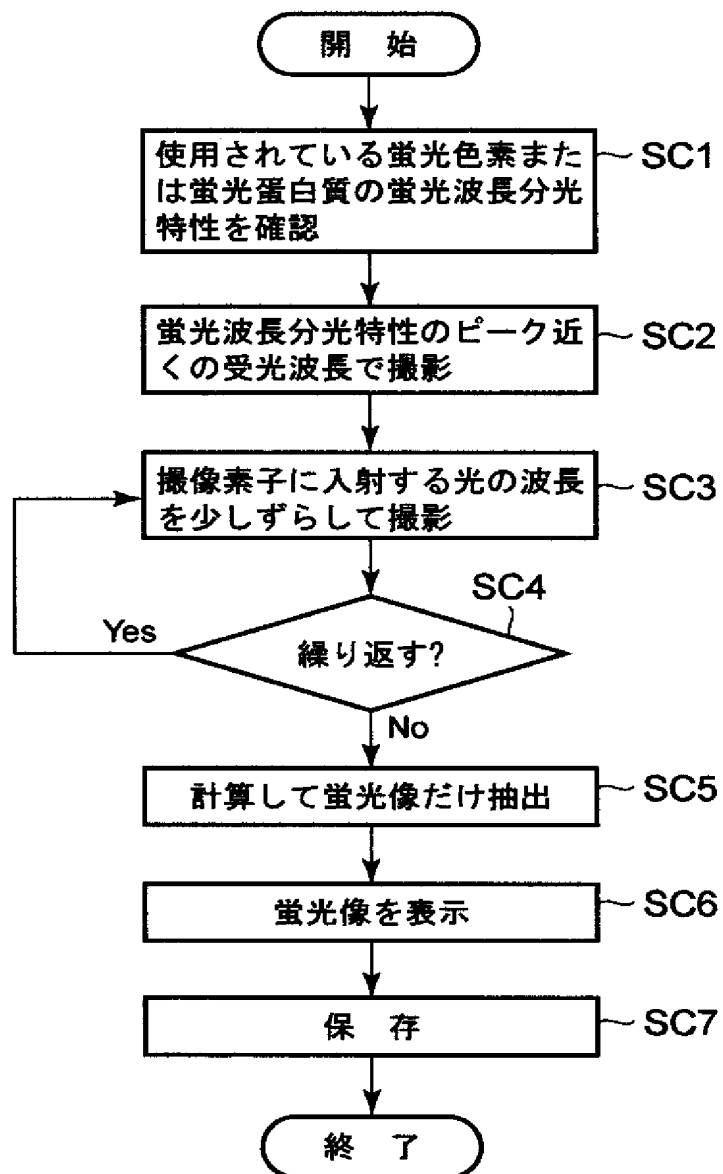 開 始
使用されている蛍光色素また
は蛍光蛋白質の蛍光波長分光
特性を確認
SC1
蛍光波長分光特性のピーク近
くの受光波長で撮影
SC2
撮像素子に入射する光の波長
を少しずらして撮影
SC3
SC4
繰り返す?
Yes
No
計算して蛍光像だけ抽出
SC5
蛍光像を表示
SC6
保 存
SC7
終 了